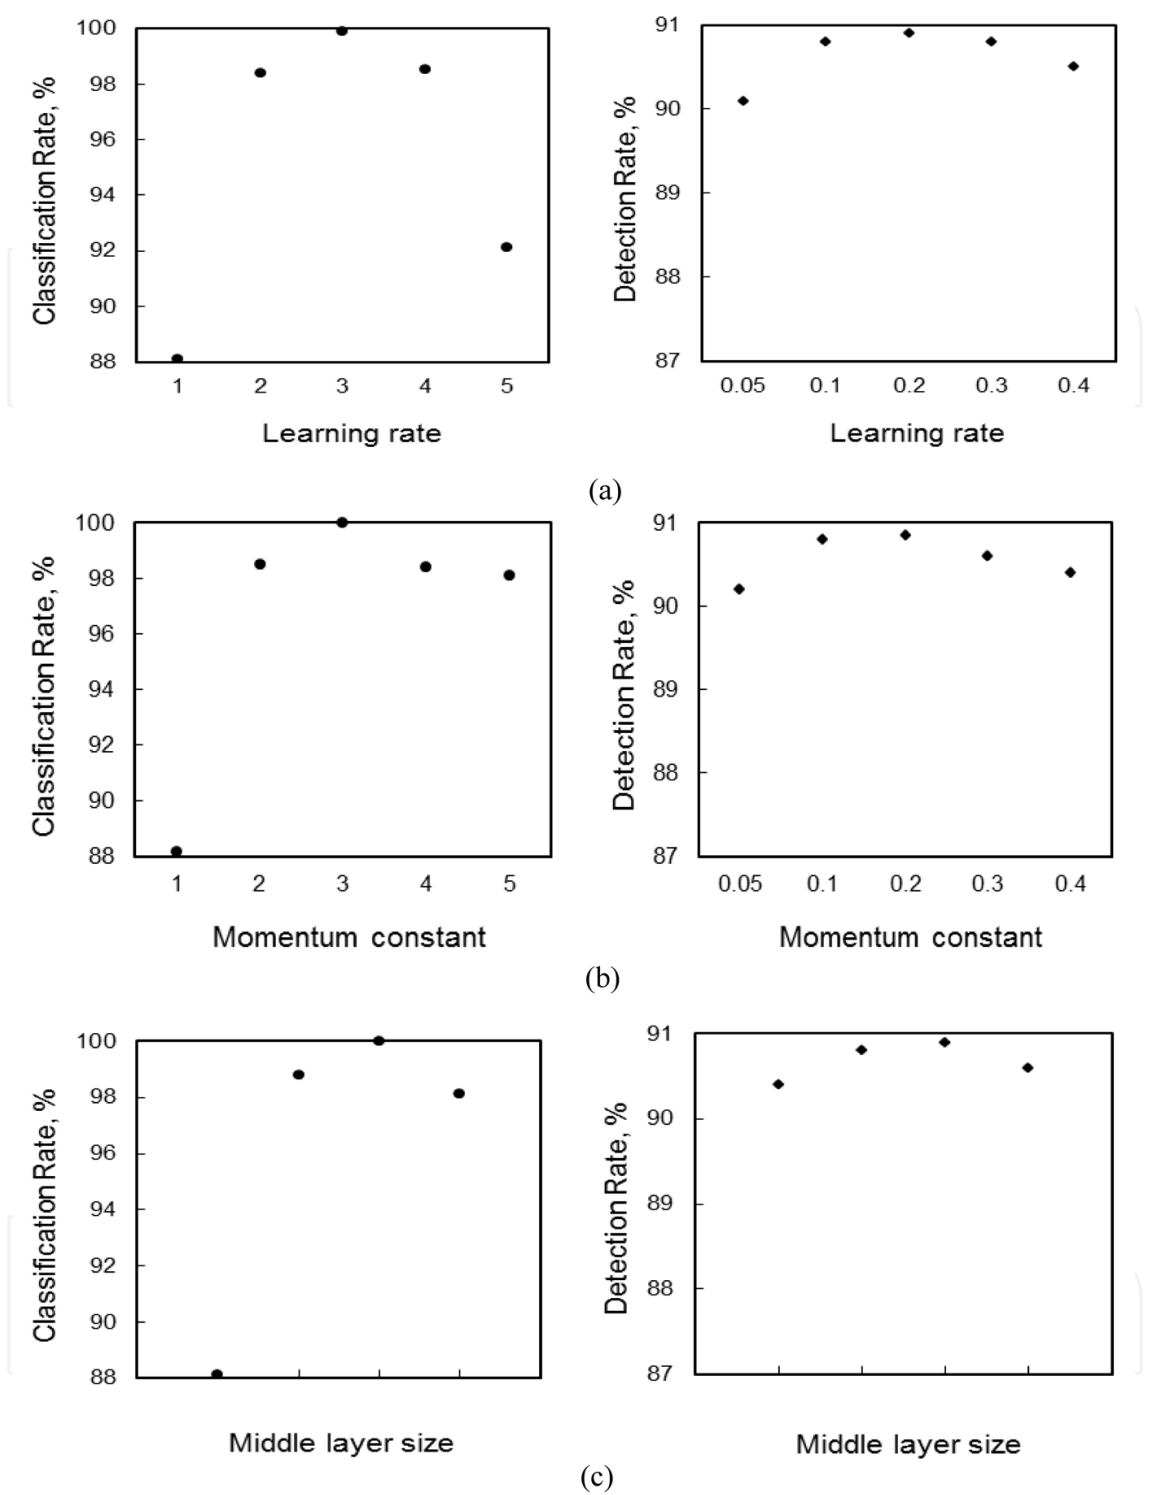 Classification Rate, %
100
98
96
94
92
90
88
1 2 3 4 5
Learning rate
Detection Rate, %
91
90
89
88
87
0.05 0.1 0.2 0.3 0.4
Learning rate
(a)
Classification Rate, %
100
98
96
94
92
90
88
1 2 3 4 5
Momentum constant
Detection Rate, %
91
90
89
88
87
0.05 0.1 0.2 0.3 0.4
Momentum constant
(b)
Classification Rate, %
100
98
96
94
92
90
88
Middle layer size
Detection Rate, %
91
90
89
88
87
Middle layer size
(c)